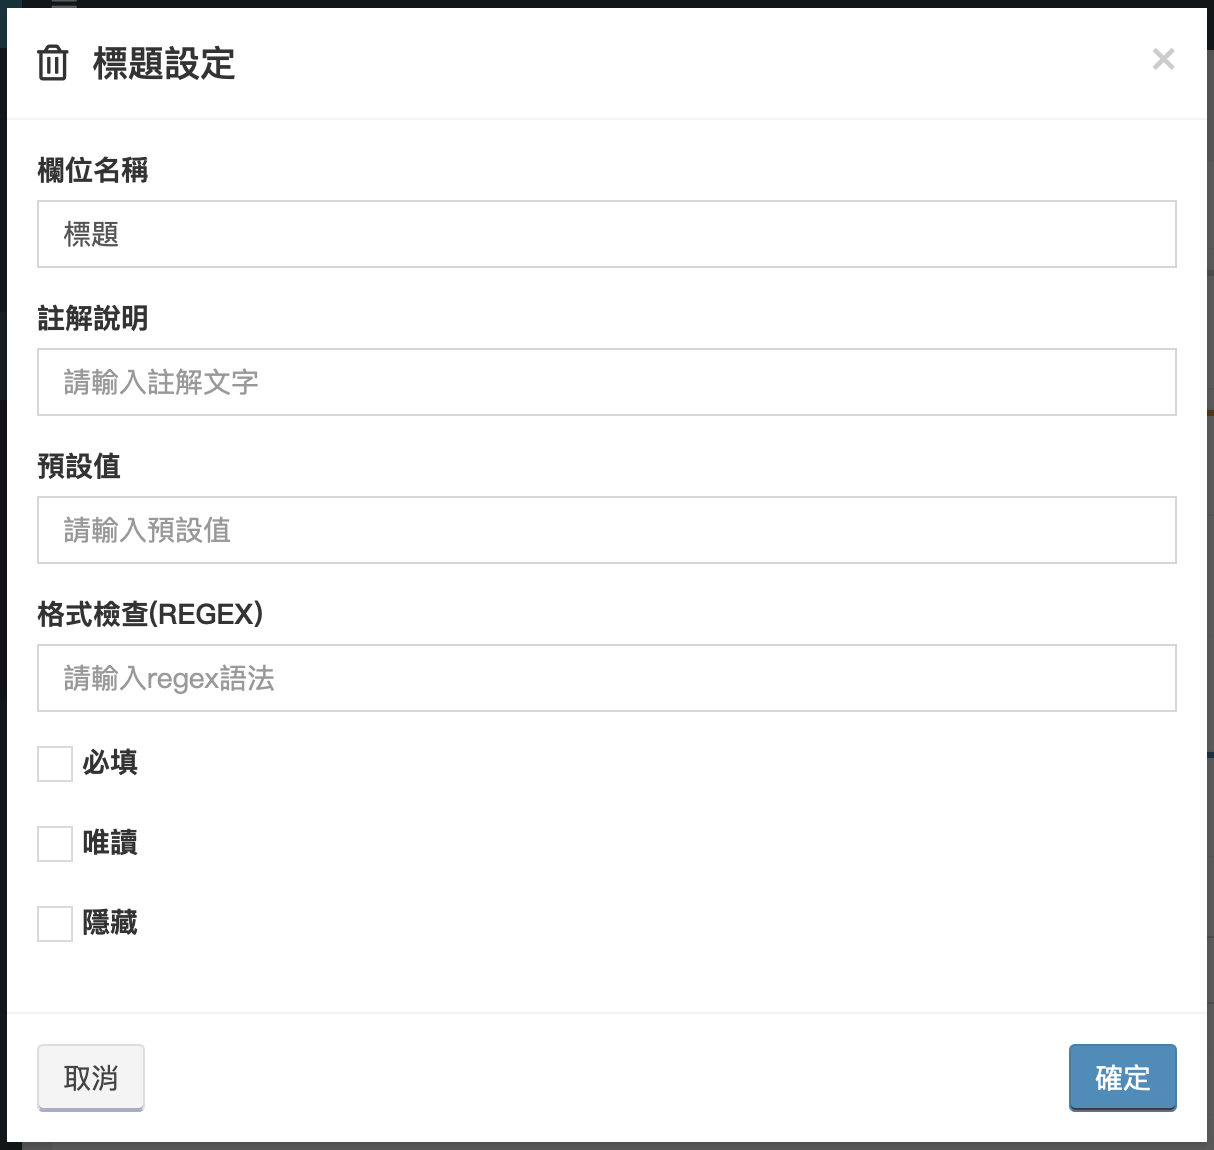 標題設定
欄位名稱
標題
註解說明
請輸入註解文字
預設值
請輸入預設值
格式檢查(REGEX)
請輸入regex語法
必填
唯讀
隱藏
取消
確定